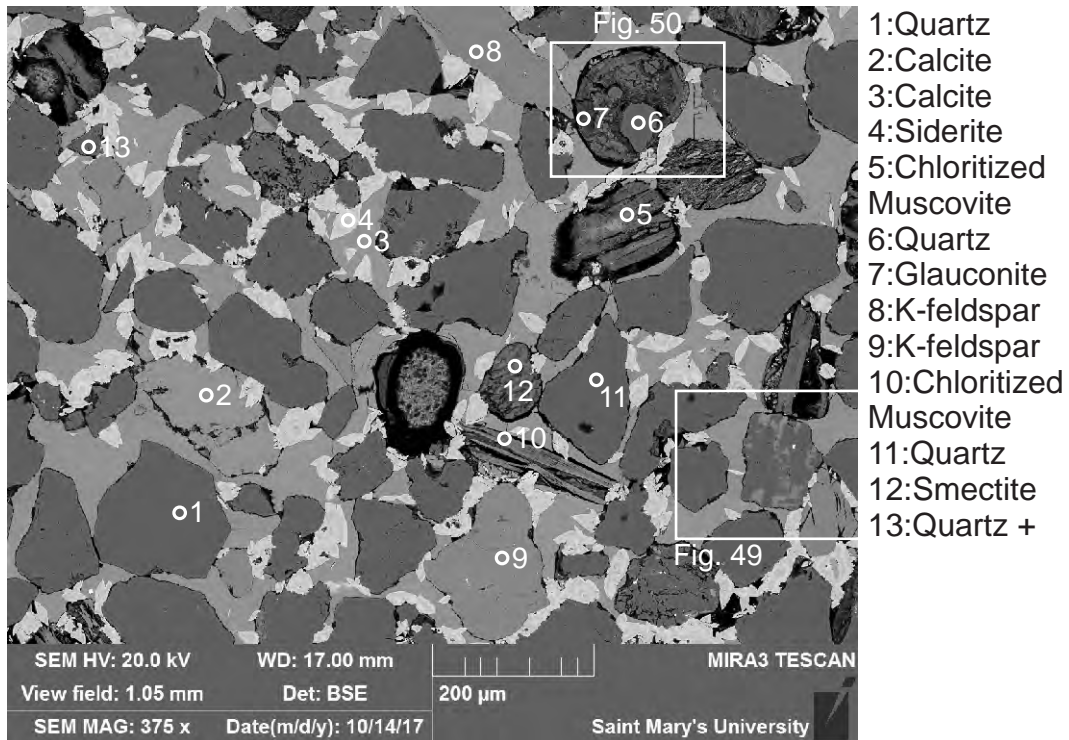 Fig. 50
8
7
6
13
5
4
3
2
12
11
10
1
9
Fig. 49
1:Quartz
2:Calcite
3:Calcite
4:Siderite
5:Chloritized
Muscovite
6:Quartz
7:Glauconite
8:K-feldspar
9:K-feldspar
10:Chloritized
Muscovite
11:Quartz
12:Smectite
13:Quartz +
SEM HV: 20.0 kV WD: 17.00 mm MIRA3 TESCAN
View field: 1.05 mm Det: BSE 200 µm
SEM MAG: 375 x Date(m/d/y): 10/14/17 Saint Mary's University